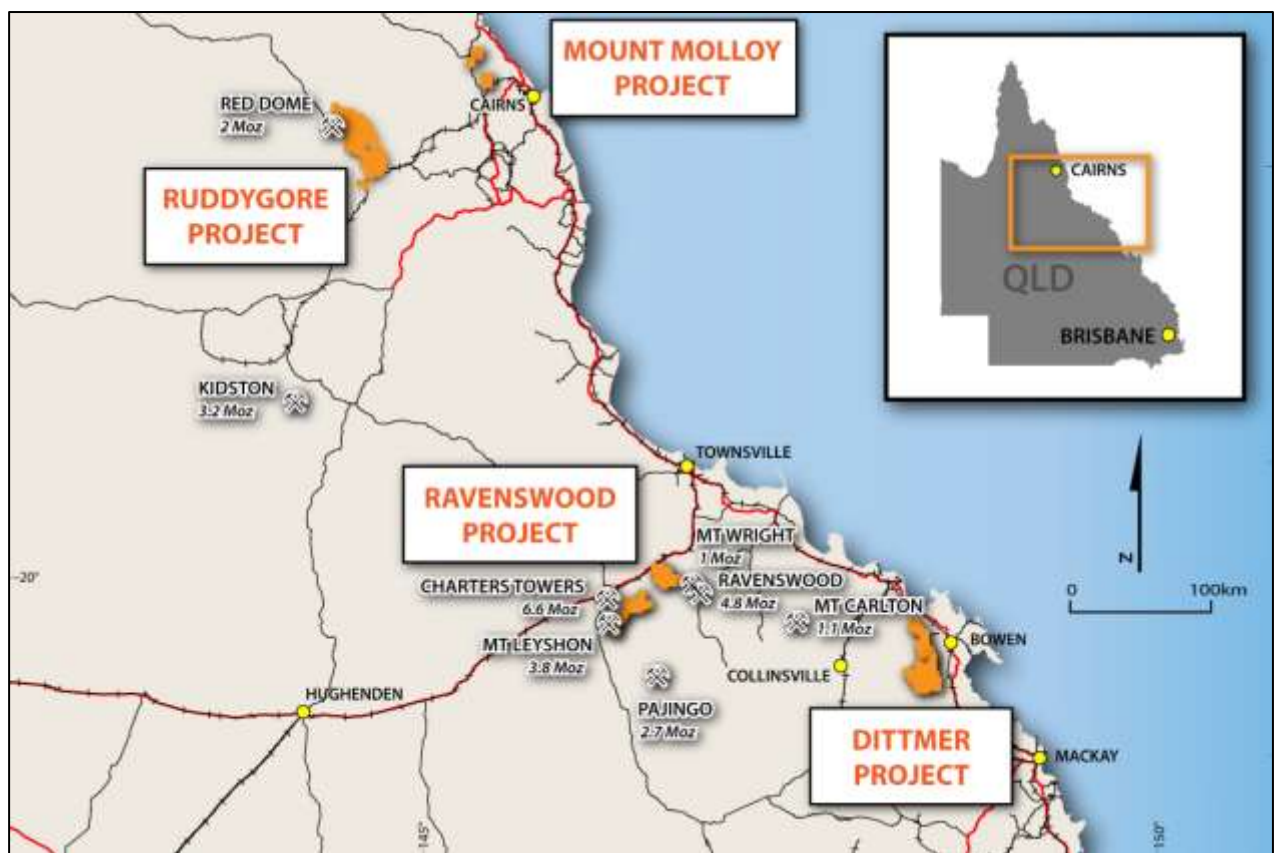 MOUNT MOLLOY
PROJECT
RED DOME
2 Moz
CAIRNS
RUDDYGORE
PROJECT
CAIRNS
QLD
BRISBANE
KIDSTON
3.2 Moz
TOWNSVILLE
RAVENSWOOD
PROJECT
MT WRIGHT
1 Moz
N
-20°
CHARTERS TOWERS
6.6 Moz
RAVENSWOOD
4.8 Moz
MT CARLTON
1.1 Moz
0 100km
MT LEYSHON
3.8 Moz
BOWEN
COLLINSVILLE
HUGHENDEN
PAJINGO
2.7 Moz
DITTMER
PROJECT
MACKAY
145°
150°